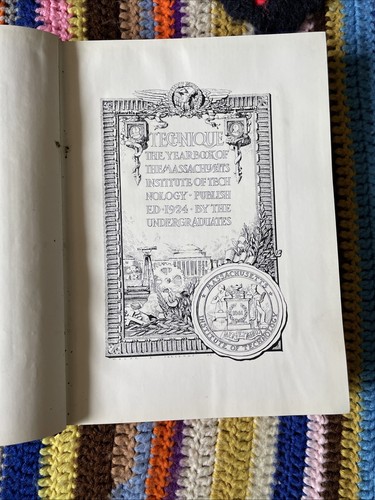 TECHNIQUE
THE YEARBOOK OF
THE MASSACHUSETTS
INSTITUTE OF TECH
NOLOGY · PUBLISH
ED · 1924 · BY THE
UNDERGRADUATES
MASSACHUSETTS
INSTITUTE OF TECHNOLOGY